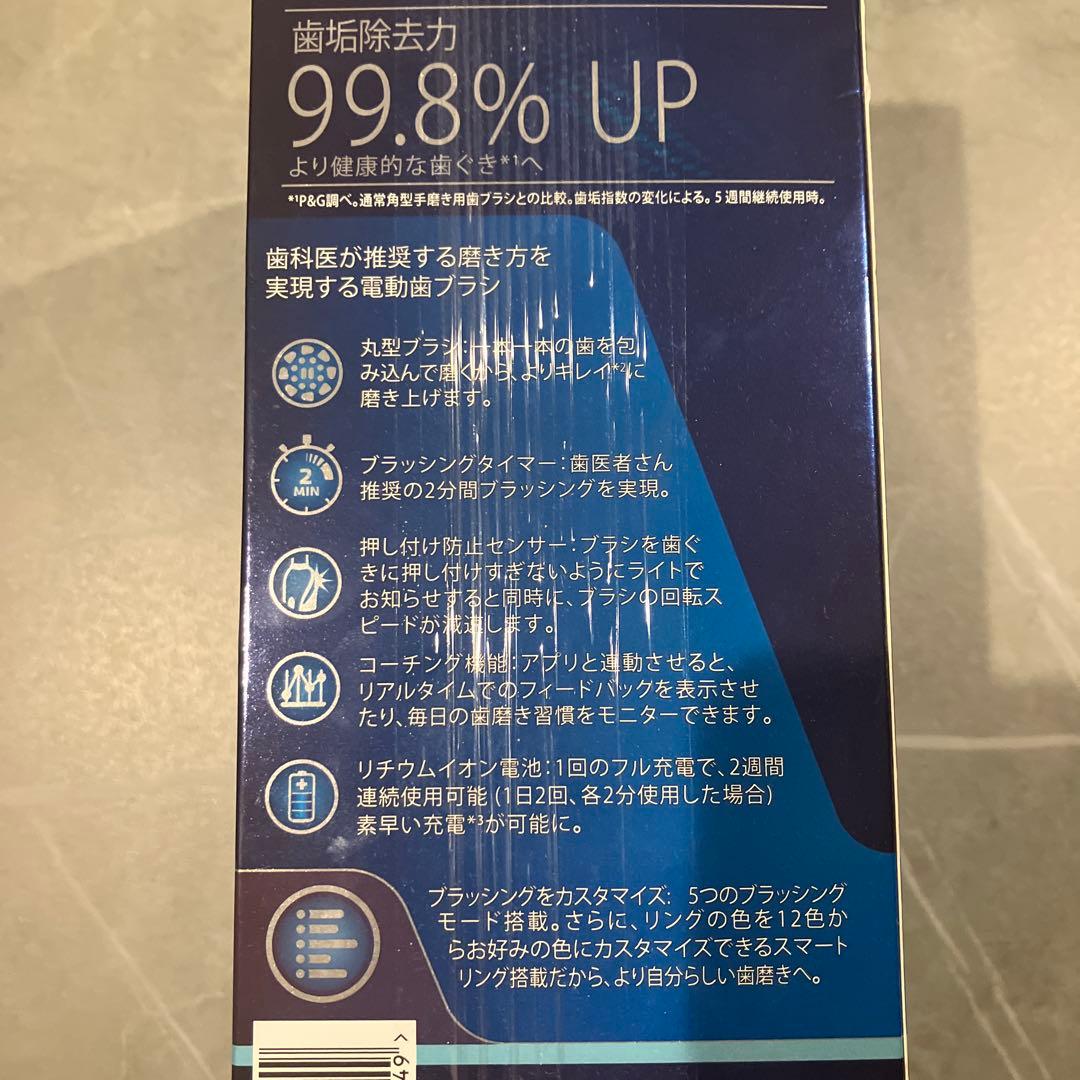 歯垢除去力
99.8% UP
より健康的な歯ぐき*¹へ
*¹P&G調べ。通常角型手磨き用歯ブラシとの比較。歯垢指数の変化による。5週間継続使用時。
歯科医が推奨する磨き方を
実現する電動歯ブラシ
丸型ブラシ：一本一本の歯を包
み込んで磨くから、よりキレイ*²に
磨き上げます。
2
MIN
ブラッシングタイマー：歯医者さん
推奨の2分間ブラッシングを実現。
押し付け防止センサー：ブラシを歯ぐ
きに押し付けすぎないようにライトで
お知らせすると同時に、ブラシの回転ス
ピードが減速します。
コーチング機能：アプリと連動させると、
リアルタイムでのフィードバックを表示させ
たり、毎日の歯磨き習慣をモニターできます。
リチウムイオン電池：1回のフル充電で、2週間
連続使用可能 (1日2回、各2分使用した場合)
素早い充電*³が可能に。
ブラッシングをカスタマイズ: 5つのブラッシング
モード搭載。さらに、リングの色を12色か
らお好みの色にカスタマイズできるスマート
リング搭載だから、より自分らしい歯磨きへ。